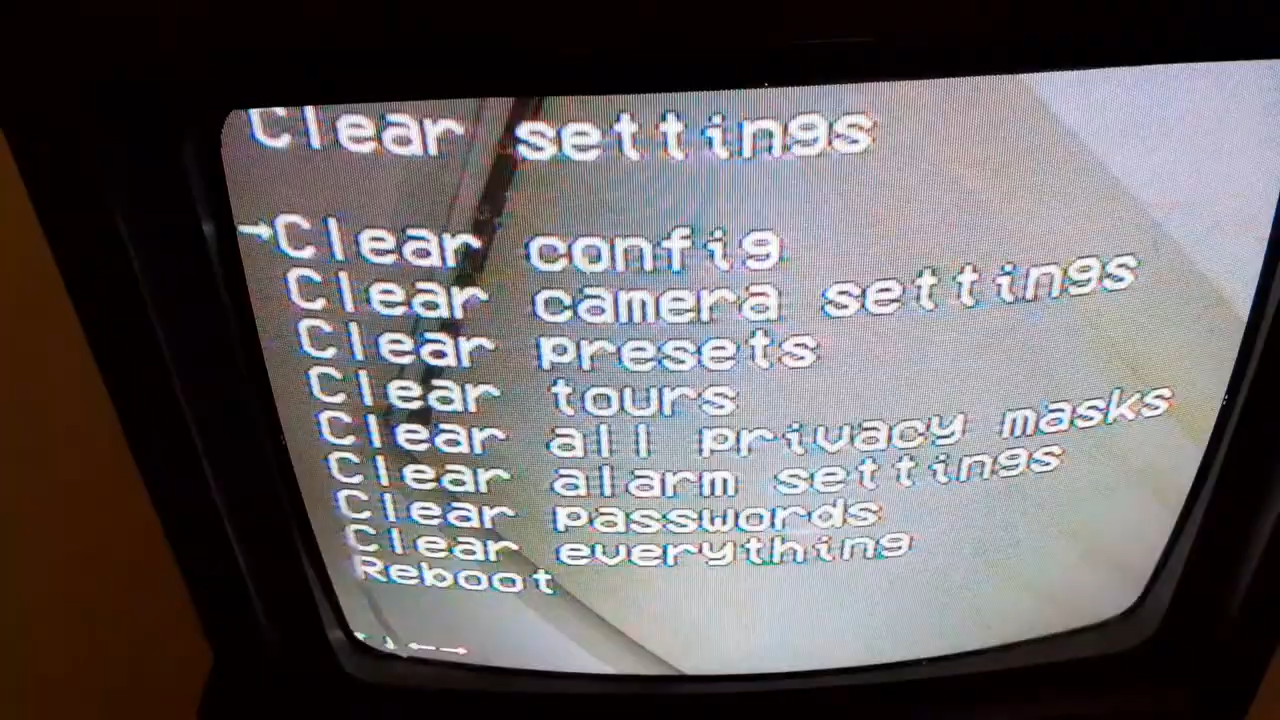 Clear settings
→Clear config
Clear camera settings
Clear presets
Clear tours
Clear all privacy masks
Clear alarm settings
Clear passwords
Clear everything
Reboot
↑↓←→